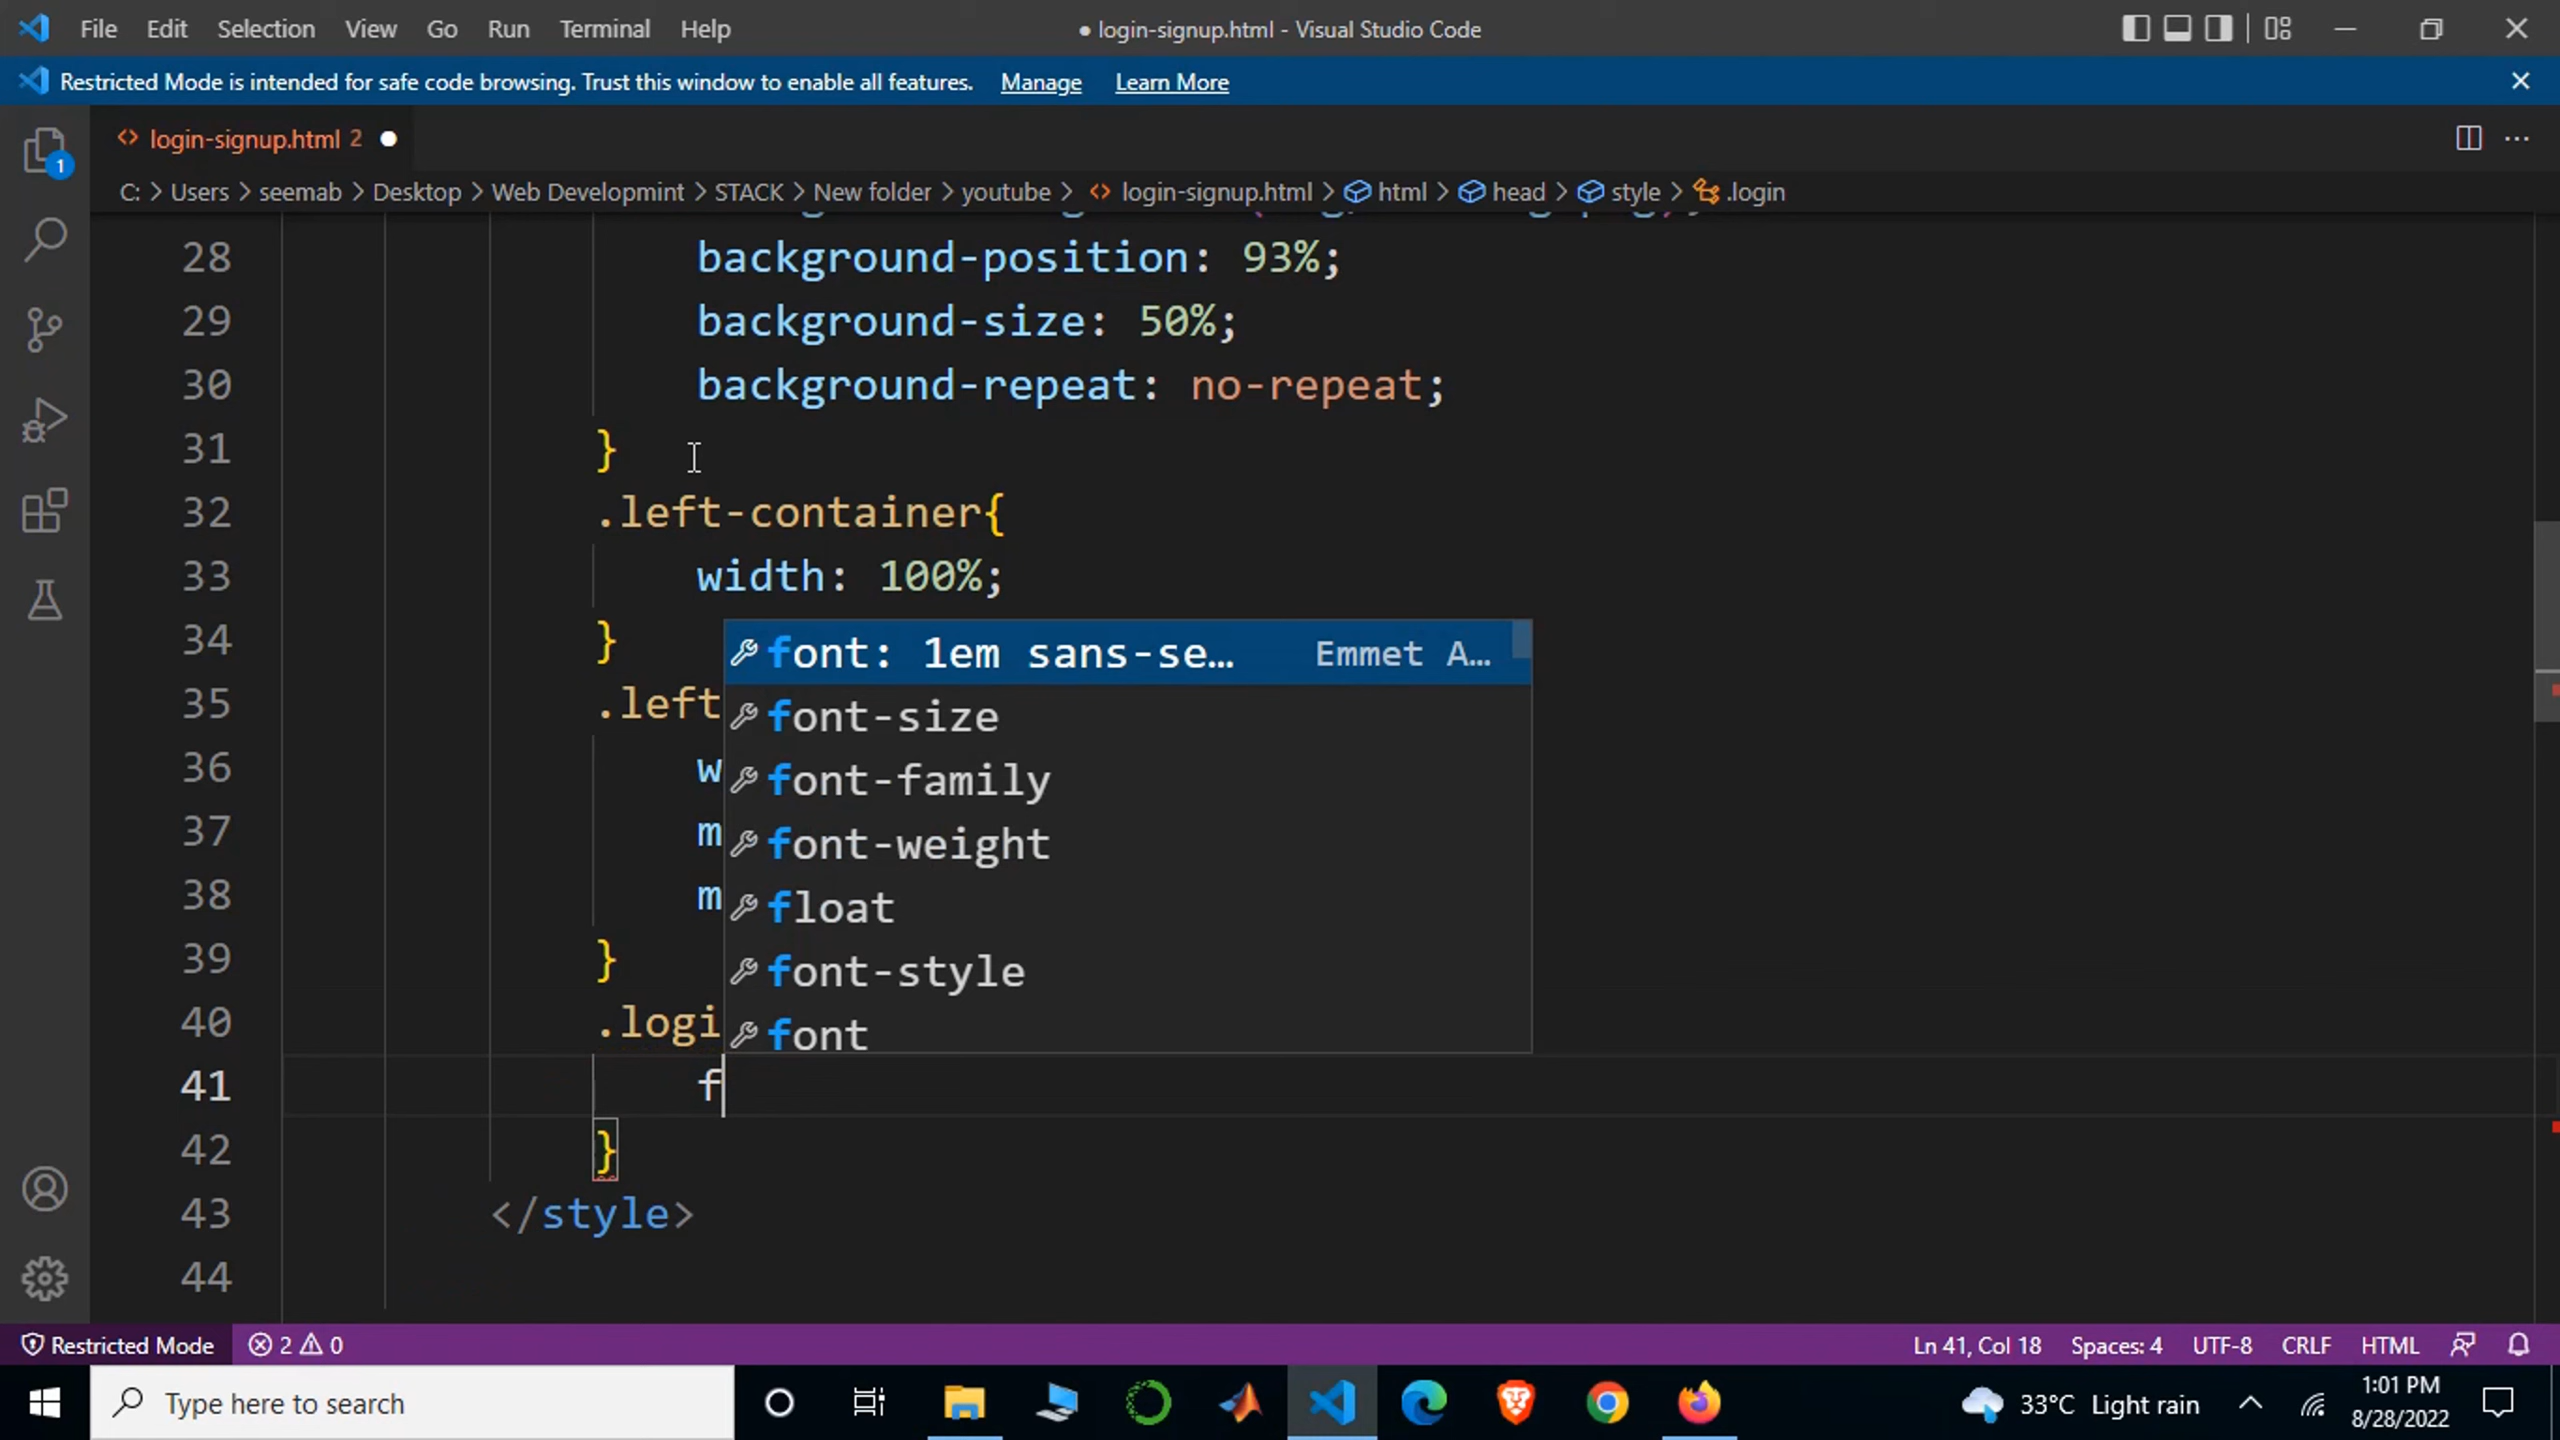 File Edit Selection View Go Run Terminal Help
● login-signup.html - Visual Studio Code
Restricted Mode is intended for safe code browsing. Trust this window to enable all features. Manage Learn More
1
<> login-signup.html 2 ●
C: > Users > seemab > Desktop > Web Developmint > STACK > New folder > youtube > <> login-signup.html > html > head > style > .login
28 background-position: 93%;
29 background-size: 50%;
30 background-repeat: no-repeat;
31 }
32 .left-container{
33 width: 100%;
34 }
font: 1em sans-se... Emmet A...
35 .left
font-size
36 w
font-family
37 m
font-weight
38 m
float
39 }
font-style
40 .logi
font
41 f
42 }
43 </style>
44
Restricted Mode 2 0
Ln 41, Col 18 Spaces: 4 UTF-8 CRLF HTML
Type here to search
33°C Light rain
1:01 PM
8/28/2022